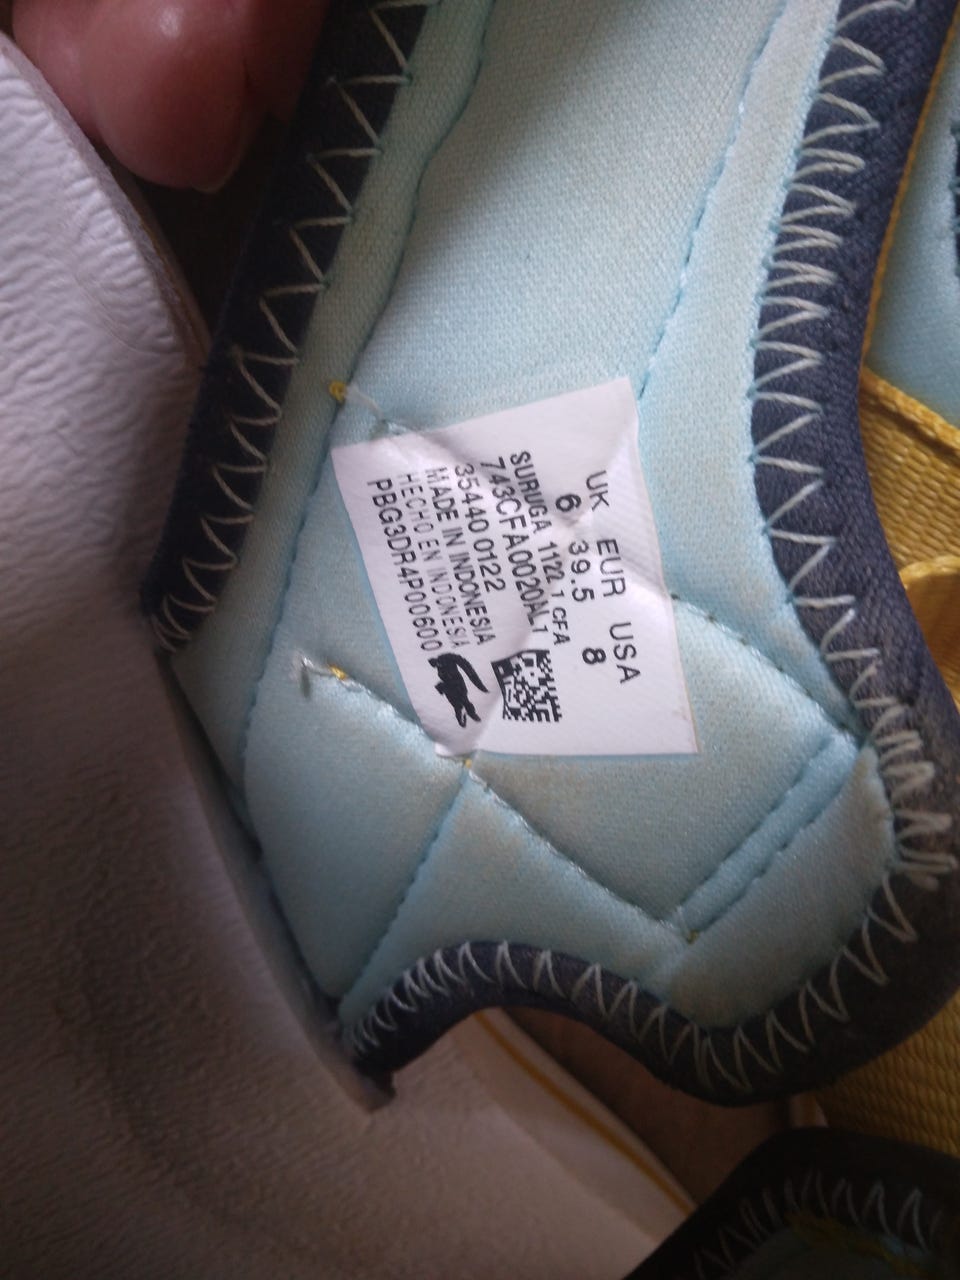 UK EUR USA
6 39.5 8
SURUGA 1122 1 CFA
743CFA0020AL1
35440 0122
MADE IN INDONESIA
HECHO EN INDONESIA
PBG3DR4P00600